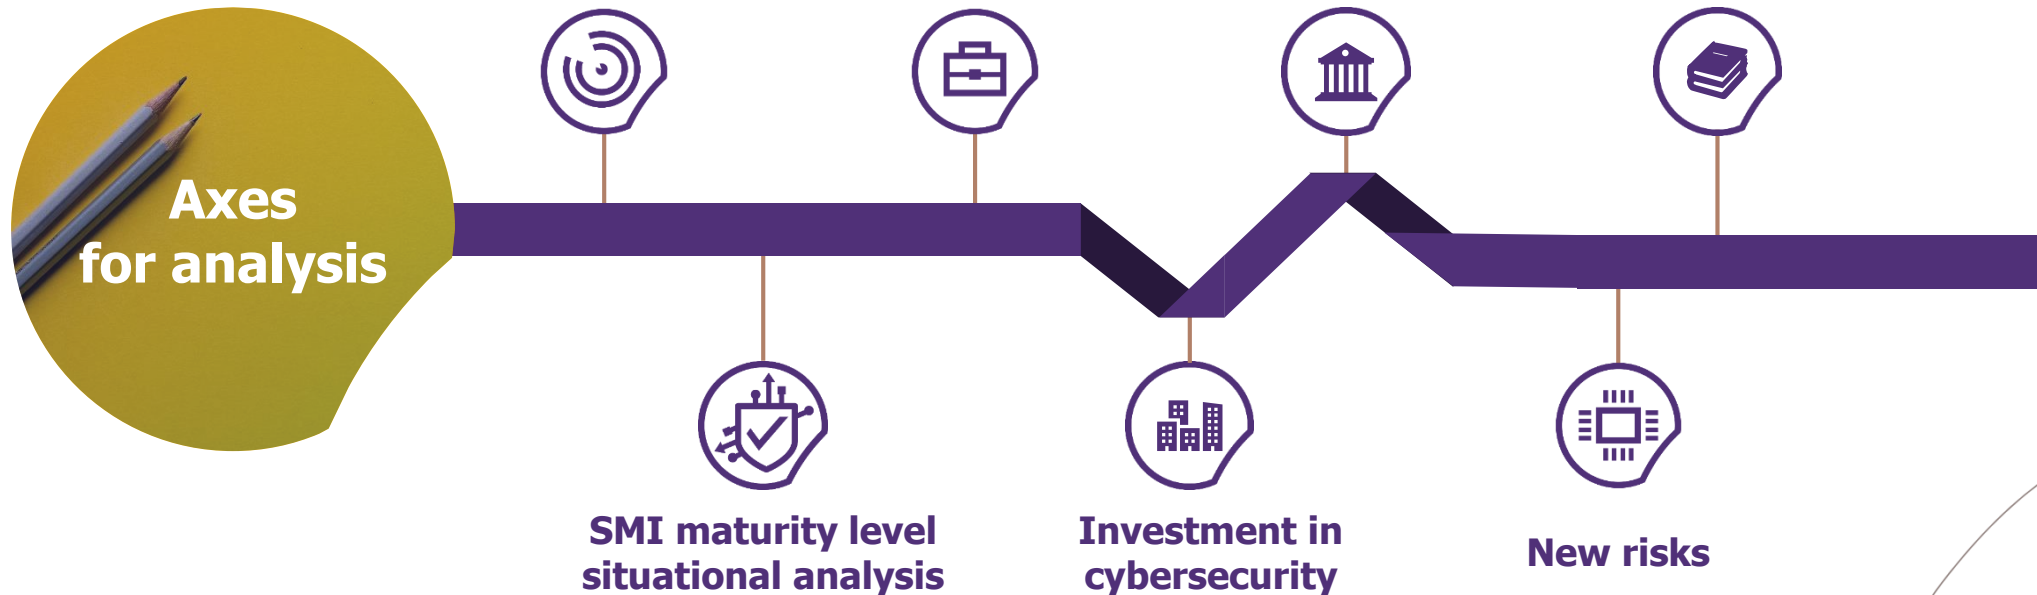 Axes
for analysis
SMI maturity level
situational analysis
Investment in
cybersecurity
New risks